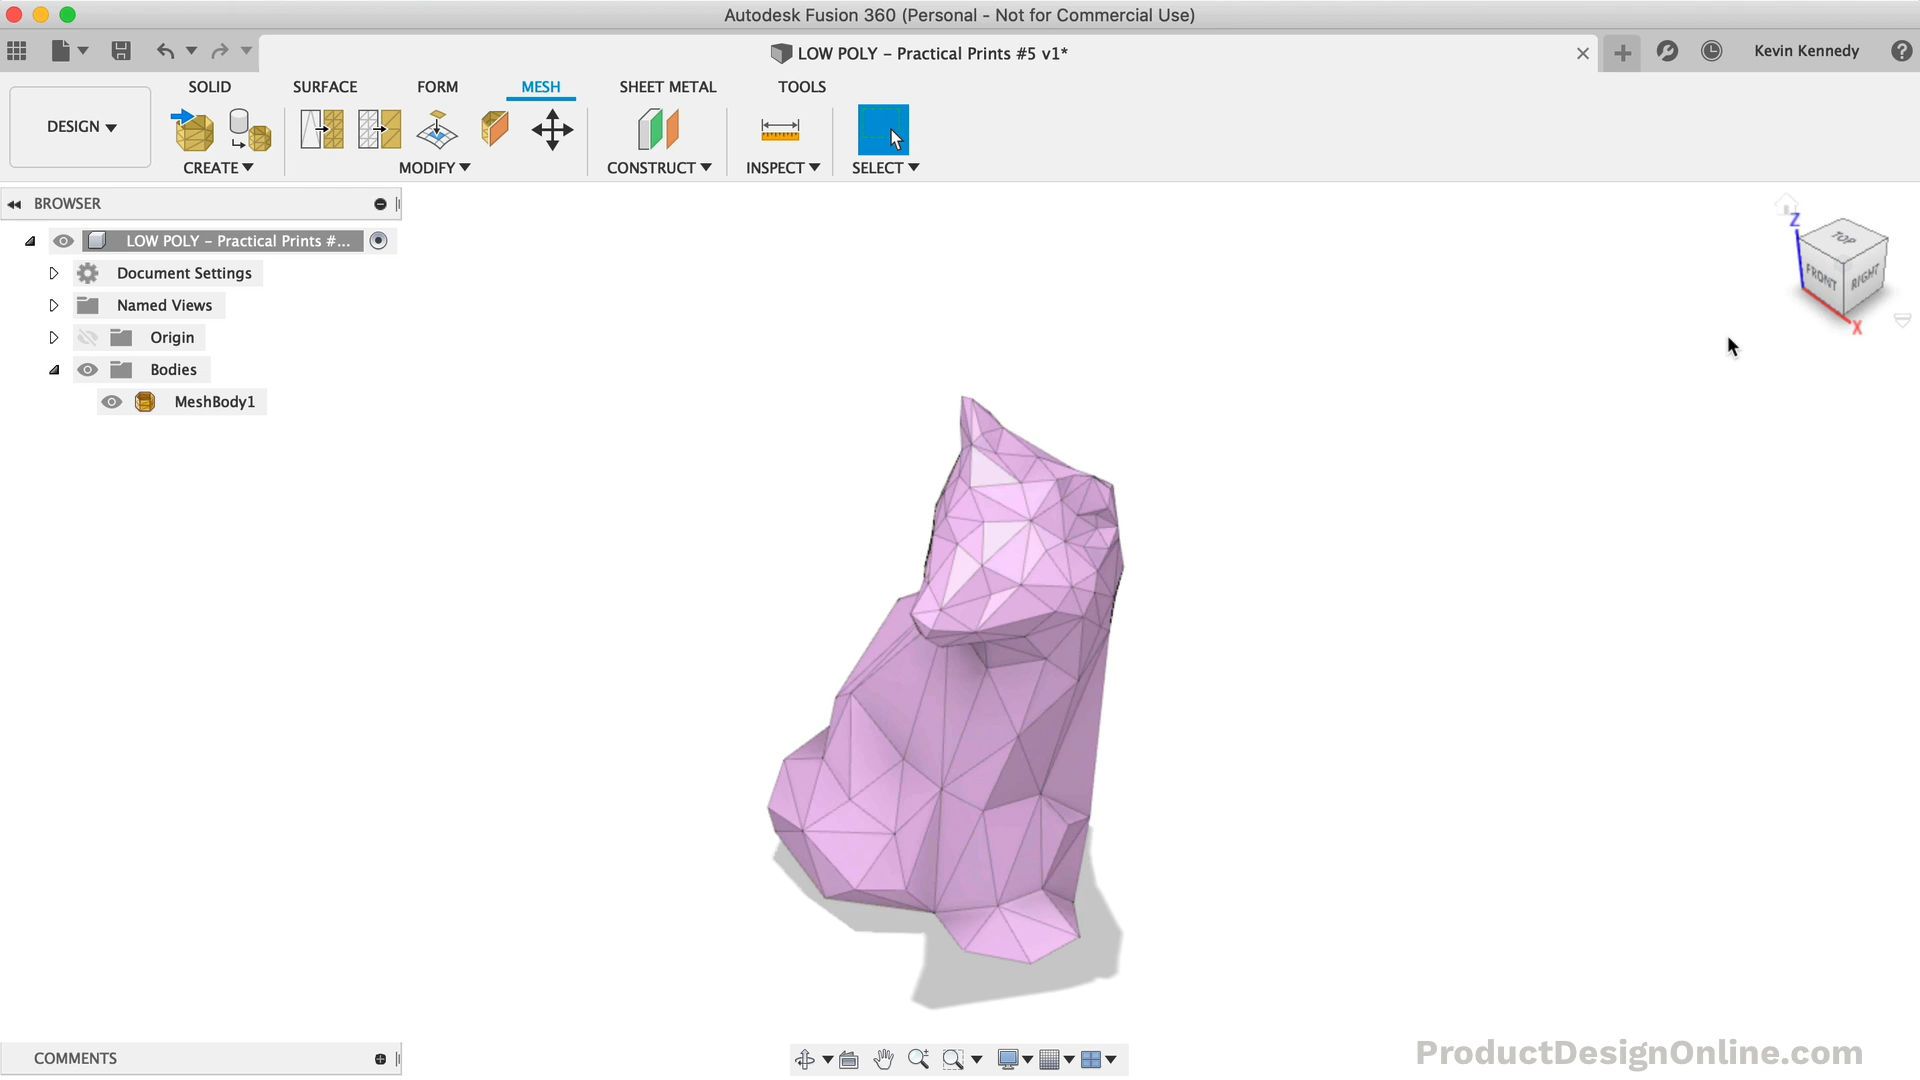 Autodesk Fusion 360 (Personal - Not for Commercial Use)
LOW POLY – Practical Prints #5 v1*
Kevin Kennedy
SOLID SURFACE FORM MESH SHEET METAL TOOLS
DESIGN
CREATE MODIFY CONSTRUCT INSPECT SELECT
BROWSER
LOW POLY – Practical Prints #...
Document Settings
Named Views
Origin
Bodies
MeshBody1
Z
TOP
FRONT
RIGHT
X
COMMENTS
ProductDesignOnline.com